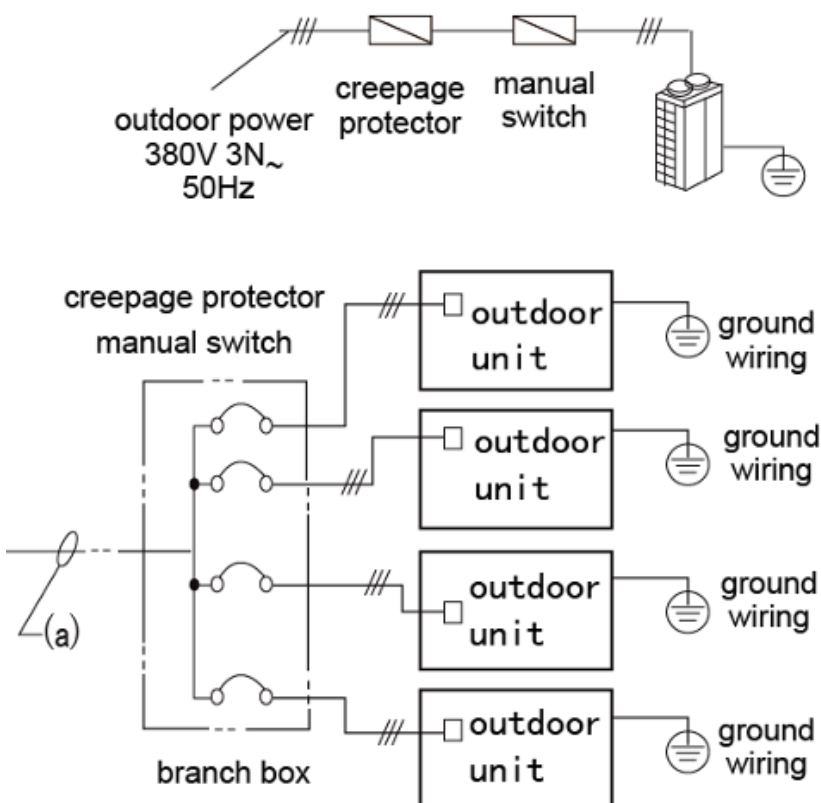 creepage
protector
manual
switch
outdoor power
380V 3N~
50Hz
creepage protector
manual switch
outdoor
unit
ground
wiring
outdoor
unit
ground
wiring
(a)
outdoor
unit
ground
wiring
outdoor
unit
ground
wiring
branch box